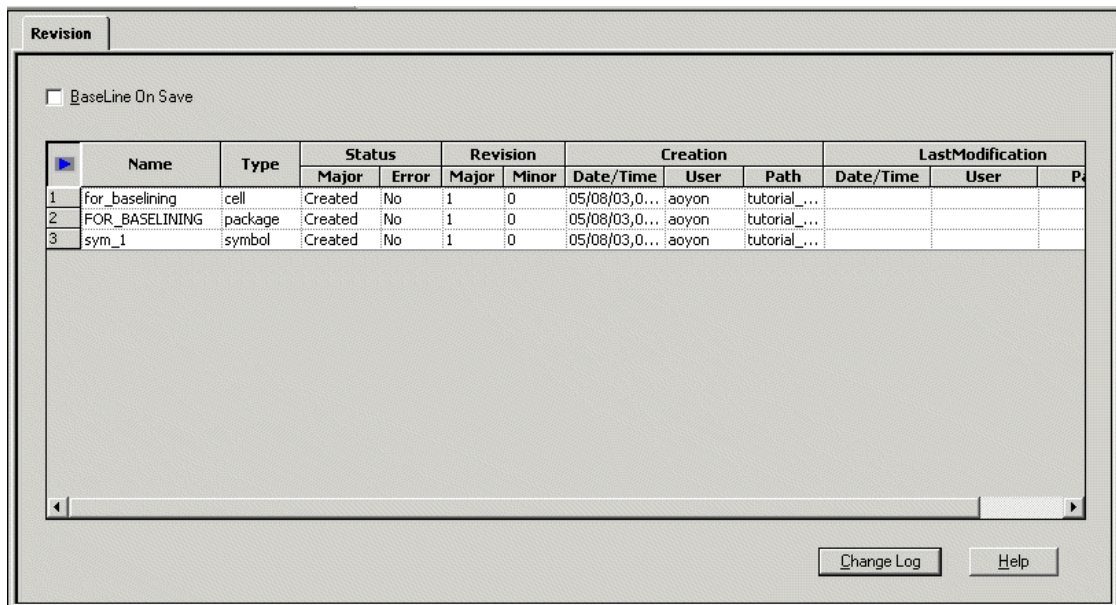 Revision
BaseLine On Save
Name Type Status Revision Creation LastModification
Major Error Major Minor Date/Time User Path Date/Time User Pa
1 for_baselining cell Created No 1 0 05/08/03,0... aoyon tutorial_...
2 FOR_BASELINING package Created No 1 0 05/08/03,0... aoyon tutorial_...
3 sym_1 symbol Created No 1 0 05/08/03,0... aoyon tutorial_...
Change Log Help